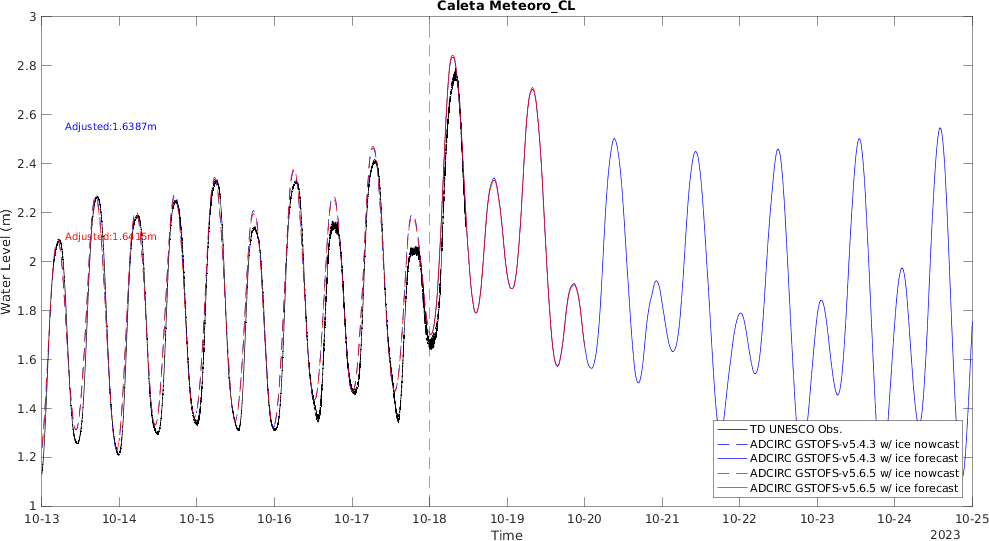 Caleta Meteoro_CL
3
2.8
2.6
2.4
2.2
2
1.8
1.6
1.4
1.2
1
Water Level (m)
Adjusted:1.6387m
Adjusted:1.6415m
TD UNESCO Obs.
ADCIRC GSTOFS-v5.4.3 w/ ice nowcast
ADCIRC GSTOFS-v5.4.3 w/ ice forecast
ADCIRC GSTOFS-v5.6.5 w/ ice nowcast
ADCIRC GSTOFS-v5.6.5 w/ ice forecast
10-13 10-14 10-15 10-16 10-17 10-18 10-19 10-20 10-21 10-22 10-23 10-24 10-25
Time
2023